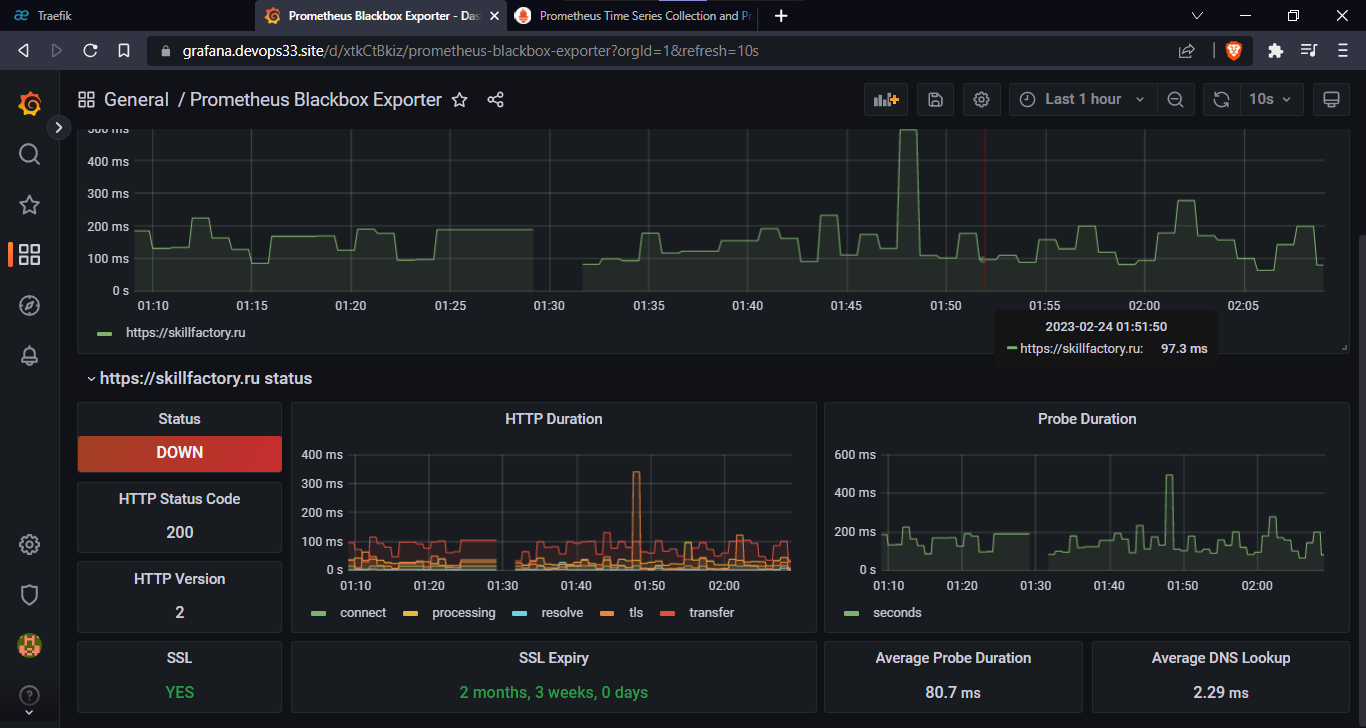 Traefik
Prometheus Blackbox Exporter - Das
Prometheus Time Series Collection and Pr
grafana.devops33.site/d/xtkCtBkiz/prometheus-blackbox-exporter?orgId=1&refresh=10s
General / Prometheus Blackbox Exporter
Last 1 hour
10s
500 ms
400 ms
300 ms
200 ms
100 ms
0 s
01:10 01:15 01:20 01:25 01:30 01:35 01:40 01:45 01:50 01:55 02:00 02:05
https://skillfactory.ru
2023-02-24 01:51:50
https://skillfactory.ru: 97.3 ms
https://skillfactory.ru status
Status
DOWN
HTTP Status Code
200
HTTP Version
2
HTTP Duration
400 ms
300 ms
200 ms
100 ms
0 s
01:10 01:20 01:30 01:40 01:50 02:00
connect processing resolve tls transfer
Probe Duration
600 ms
400 ms
200 ms
0 s
01:10 01:20 01:30 01:40 01:50 02:00
seconds
SSL
YES
SSL Expiry
2 months, 3 weeks, 0 days
Average Probe Duration
80.7 ms
Average DNS Lookup
2.29 ms